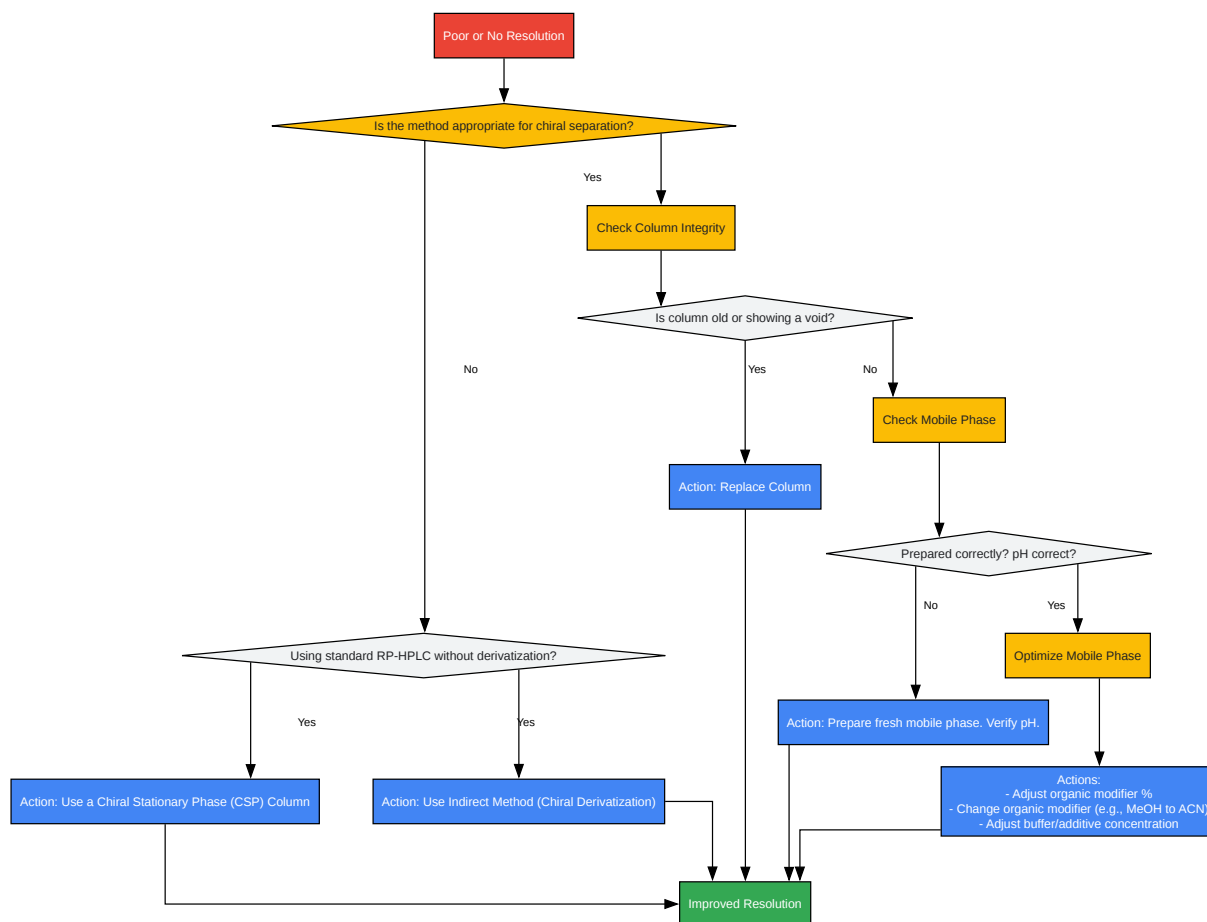 Poor or No Resolution
Is the method appropriate for chiral separation?
Yes
Check Column Integrity
Is column old or showing a void?
No
Yes
No
Check Mobile Phase
Action: Replace Column
Prepared correctly? pH correct?
No
Yes
Using standard RP-HPLC without derivatization?
Optimize Mobile Phase
Yes
Yes
Action: Prepare fresh mobile phase. Verify pH.
Action: Use a Chiral Stationary Phase (CSP) Column
Action: Use Indirect Method (Chiral Derivatization)
Actions:
- Adjust organic modifier %
- Change organic modifier (e.g., MeOH to ACN)
- Adjust buffer/additive concentration
Improved Resolution